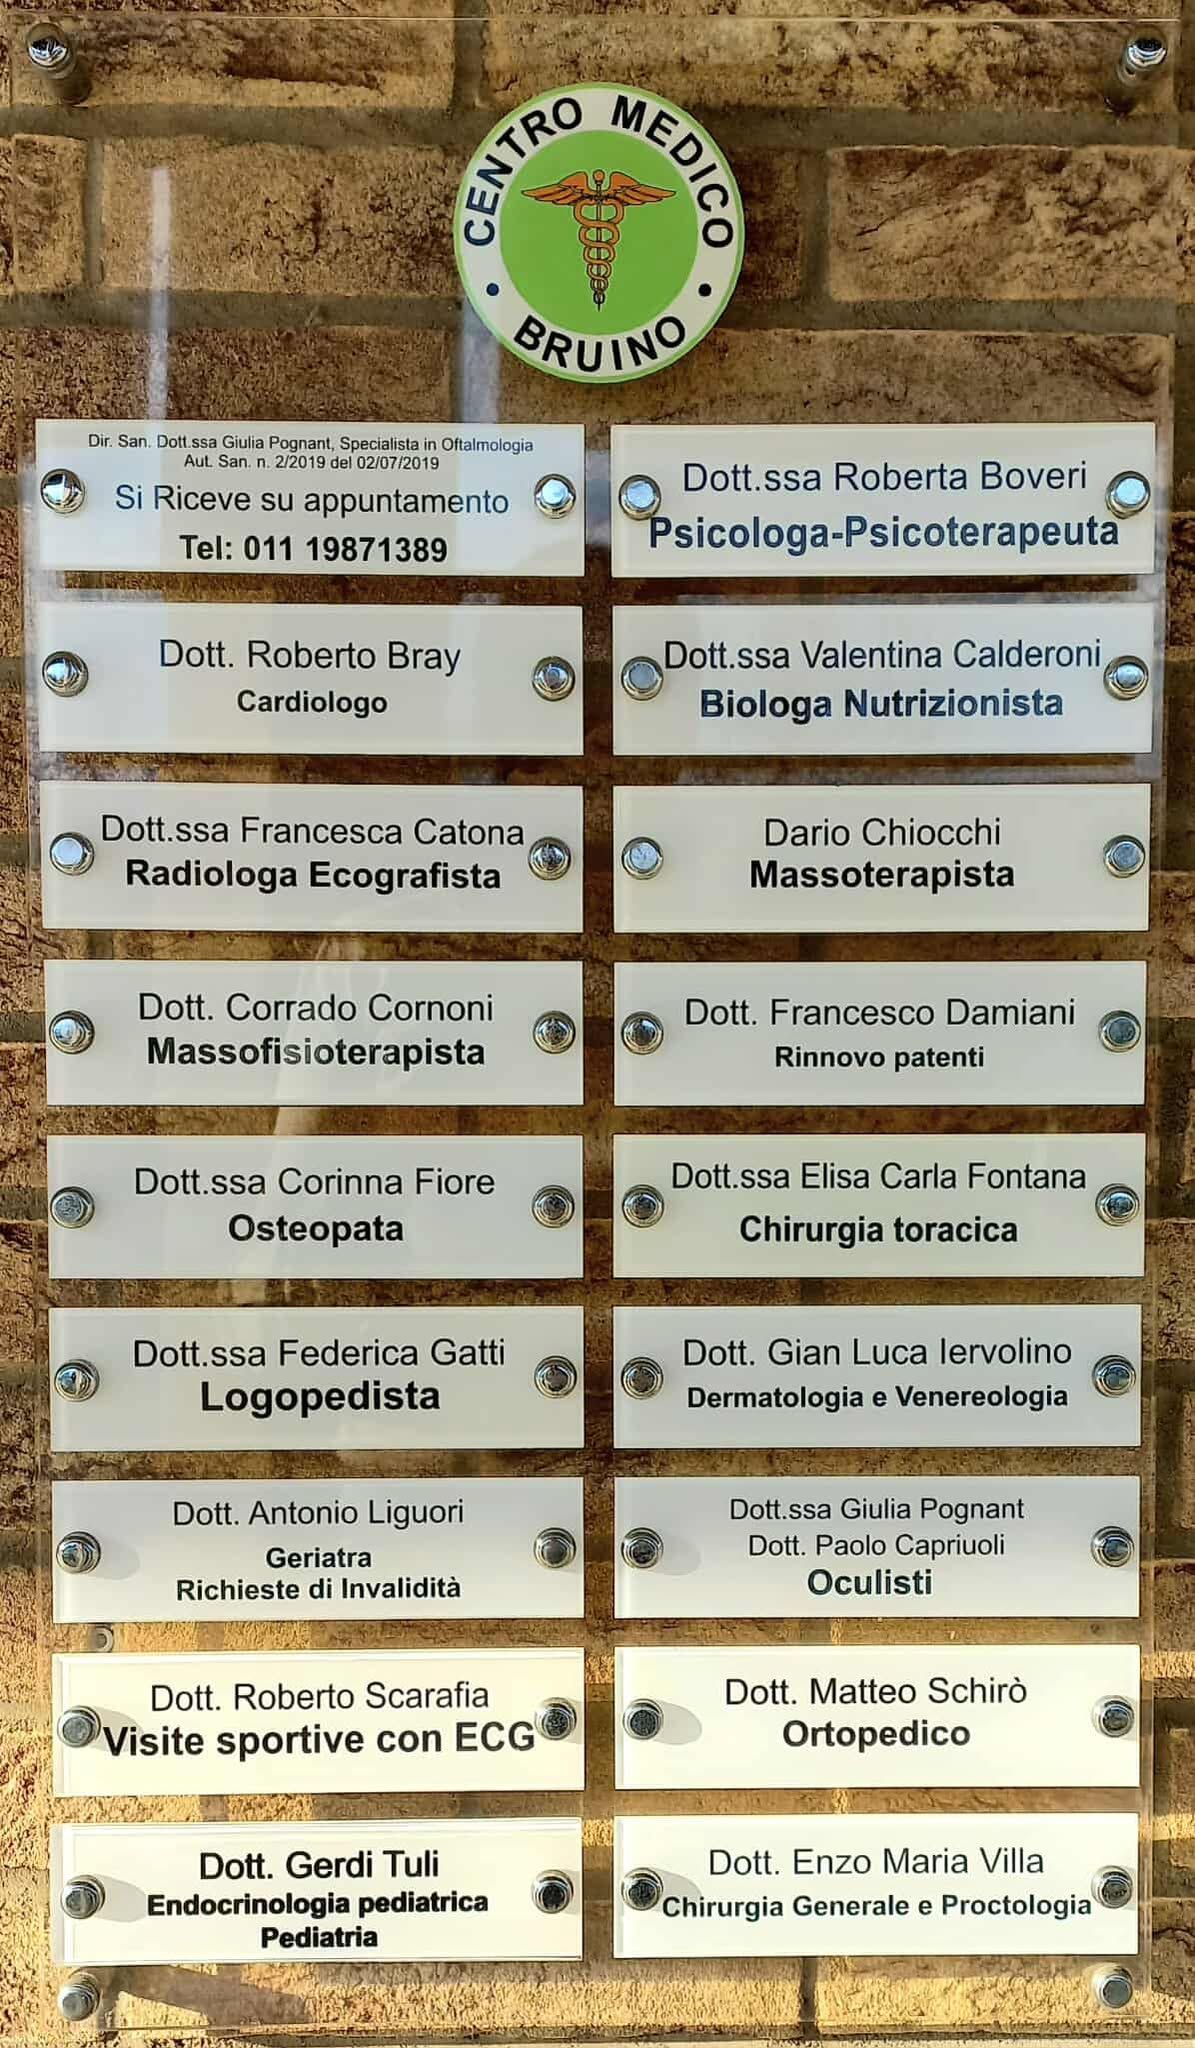 CENTRO MEDICO
BRUINO
Dir. San. Dott.ssa Giulia Pognant, Specialista in Oftalmologia
Aut. San. n. 2/2019 del 02/07/2019
Si Riceve su appuntamento
Tel: 011 19871389
Dott.ssa Roberta Boveri
Psicologa-Psicoterapeuta
Dott. Roberto Bray
Cardiologo
Dott.ssa Valentina Calderoni
Biologa Nutrizionista
Dott.ssa Francesca Catona
Radiologa Ecografista
Dario Chiocchi
Massoterapista
Dott. Corrado Cornoni
Massofisioterapista
Dott. Francesco Damiani
Rinnovo patenti
Dott.ssa Corinna Fiore
Osteopata
Dott.ssa Elisa Carla Fontana
Chirurgia toracica
Dott.ssa Federica Gatti
Logopedista
Dott. Gian Luca Iervolino
Dermatologia e Venereologia
Dott. Antonio Liguori
Geriatra
Richieste di Invalidità
Dott.ssa Giulia Pognant
Dott. Paolo Capriuoli
Oculisti
Dott. Roberto Scarafia
Visite sportive con ECG
Dott. Matteo Schirò
Ortopedico
Dott. Gerdi Tuli
Endocrinologia pediatrica
Pediatria
Dott. Enzo Maria Villa
Chirurgia Generale e Proctologia